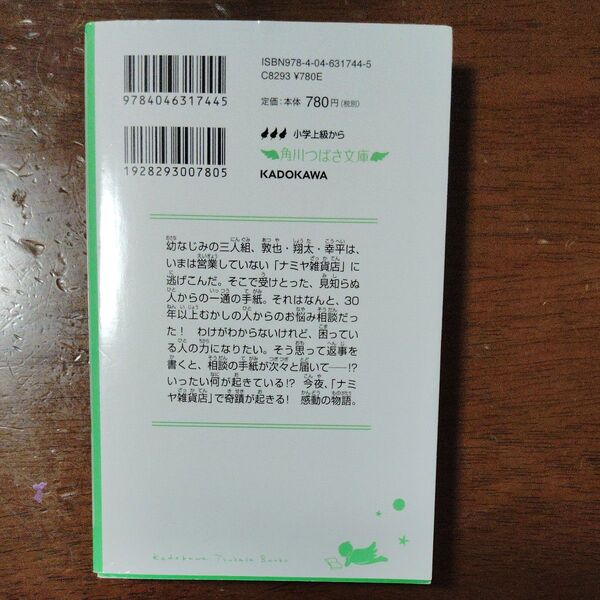 ISBN978-4-04-631744-5
C8293 ¥780E
定価:本体 780円(税別)
9784046317445
小学上級から
角川つばさ文庫
KADOKAWA
1928293007805
幼なじみの三人組、敦也・翔太・幸平は、
いまは営業していない「ナミヤ雑貨店」に
逃げこんだ。そこで受けとった、見知らぬ
人からの一通の手紙。それはなんと、30
年以上むかしの人からのお悩み相談だっ
た! わけがわからないけれど、困ってい
る人の力になりたい。そう思って返事を
書くと、相談の手紙が次々と届いて──!?
いったい何が起きている!? 今夜、「ナミ
ヤ雑貨店」で奇蹟が起きる! 感動の物語。
Kadokawa Tsubasa Bunko